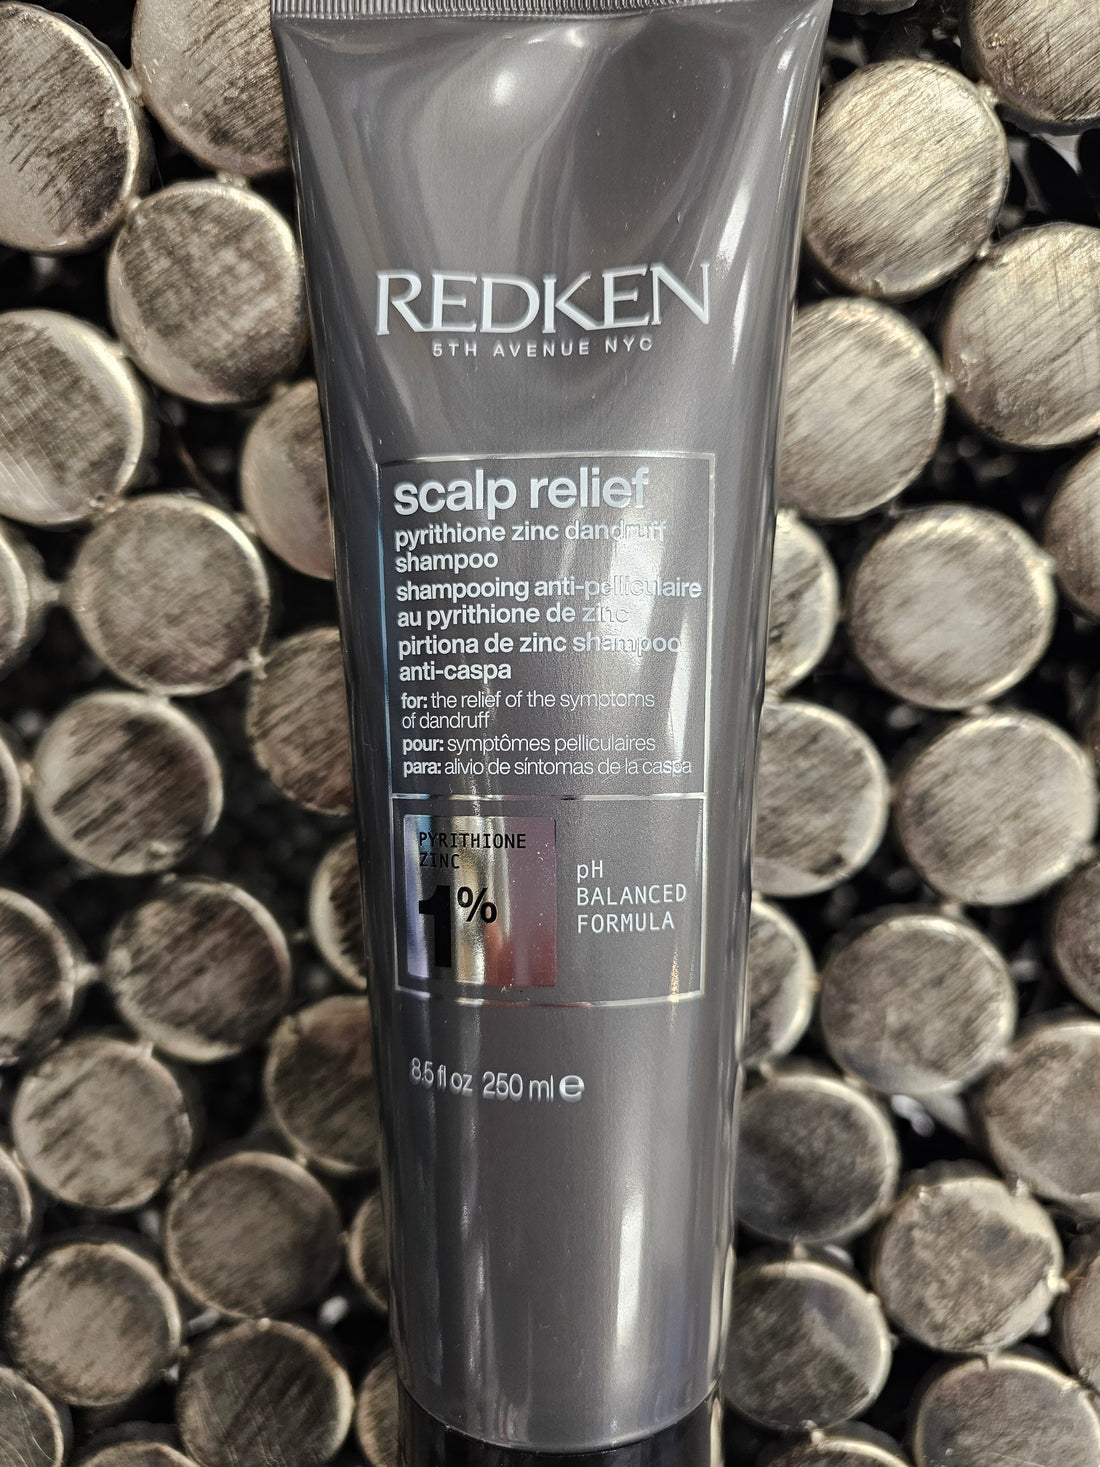 REDKEN
5TH AVENUE NYC
scalp relief
pyrithione zinc dandruff
shampoo
shampooing anti-pelliculaire
au pyrithione de zinc
pirtiona de zinc shampoo
anti-caspa
for: the relief of the symptoms
of dandruff
pour: symptômes pelliculaires
para: alivio de síntomas de la caspa
PYRITHIONE
ZINC
1%
pH
BALANCED
FORMULA
8.5 fl oz 250 ml e